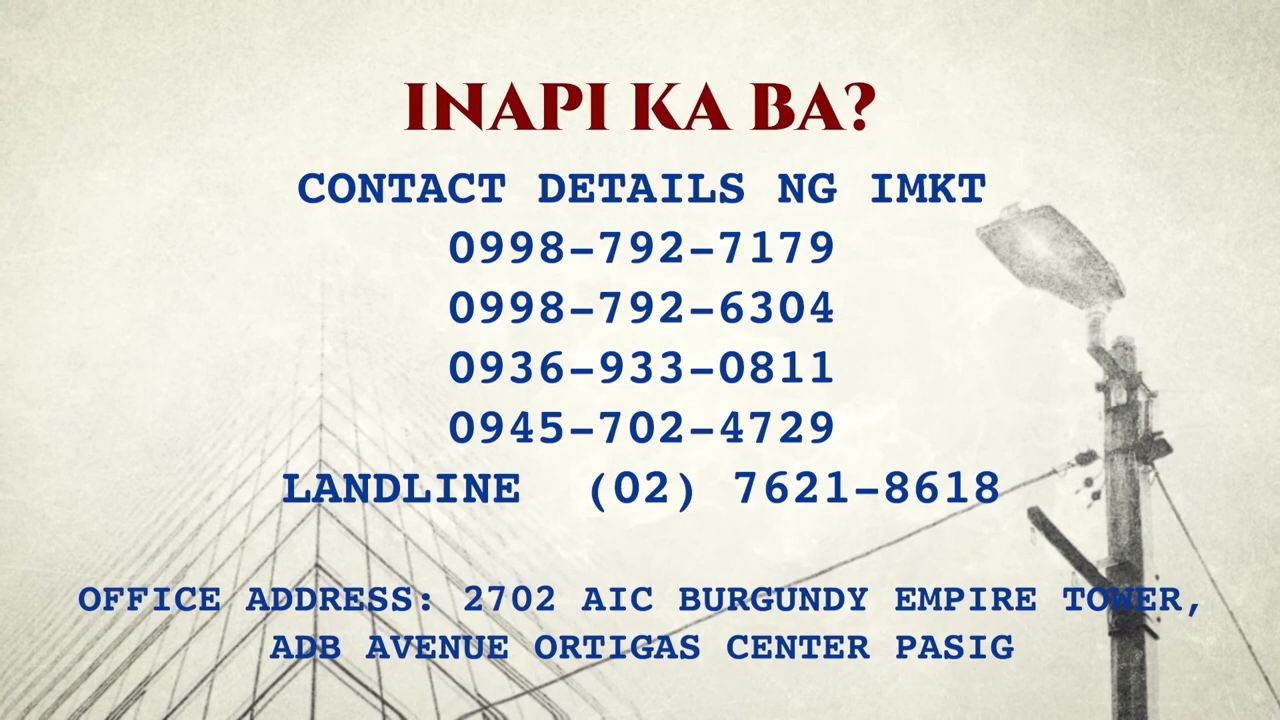 INAPI KA BA?
CONTACT DETAILS NG IMKT
0998-792-7179
0998-792-6304
0936-933-0811
0945-702-4729
LANDLINE (02) 7621-8618
OFFICE ADDRESS: 2702 AIC BURGUNDY EMPIRE TOWER,
ADB AVENUE ORTIGAS CENTER PASIG